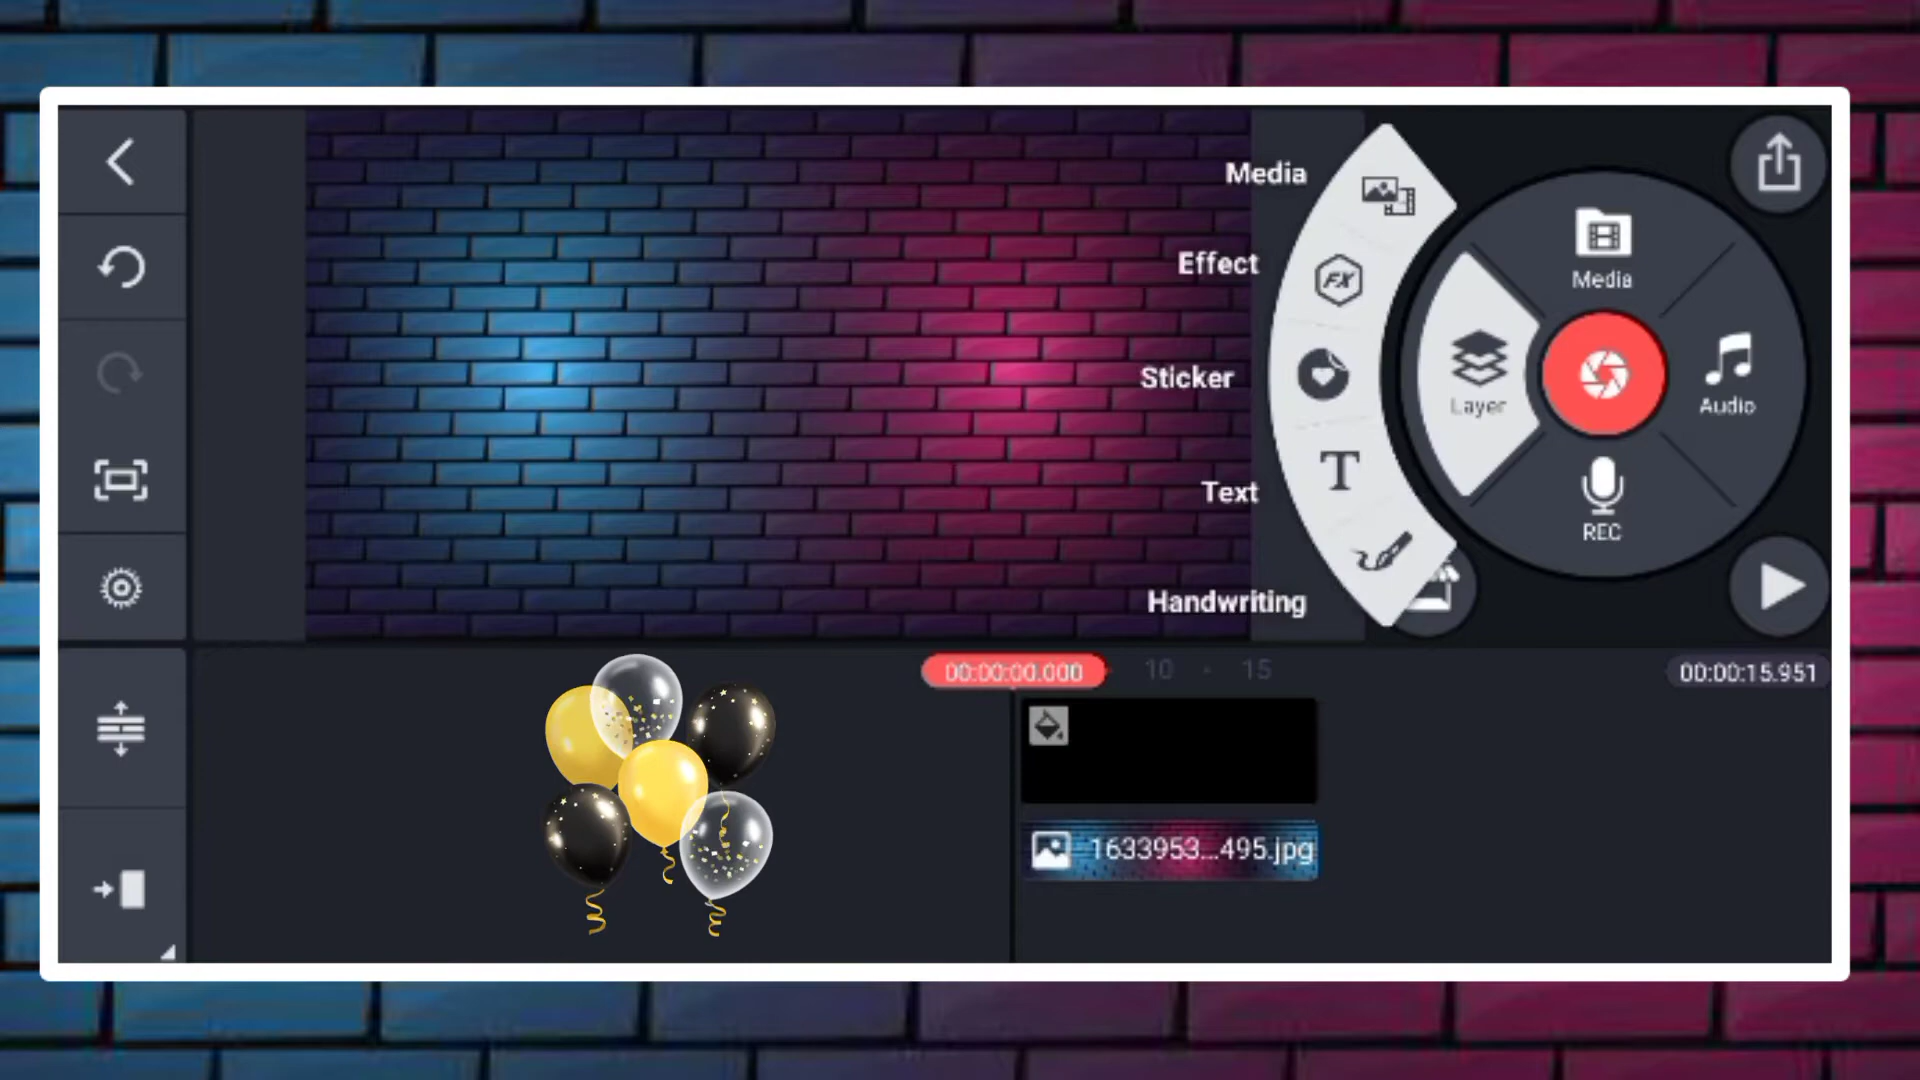 Media
Effect
Sticker
Text
Handwriting
FX
T
Media
Layer
Audio
REC
00:00:00.000
10
15
00:00:15.951
1633953...495.jpg